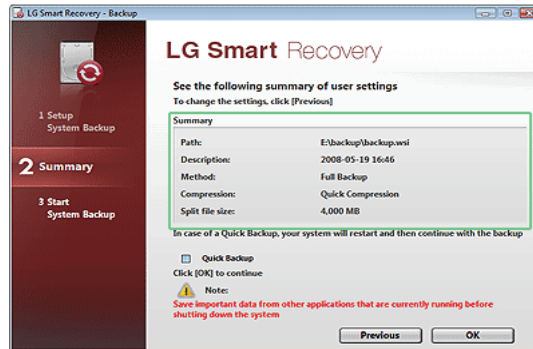 LG Smart Recovery - Backup
LG Smart Recovery
1 Setup
System Backup
2 Summary
3 Start
System Backup
See the following summary of user settings
To change the settings, click [Previous]
Summary
Path: E:\backup\backup.wsi
Description: 2008-05-19 16:46
Method: Full Backup
Compression: Quick Compression
Split file size: 4,000 MB
In case of a Quick Backup, your system will restart and then continue with the backup
Quick Backup
Click [OK] to continue
Note:
Save important data from other applications that are currently running before
shutting down the system
Previous OK